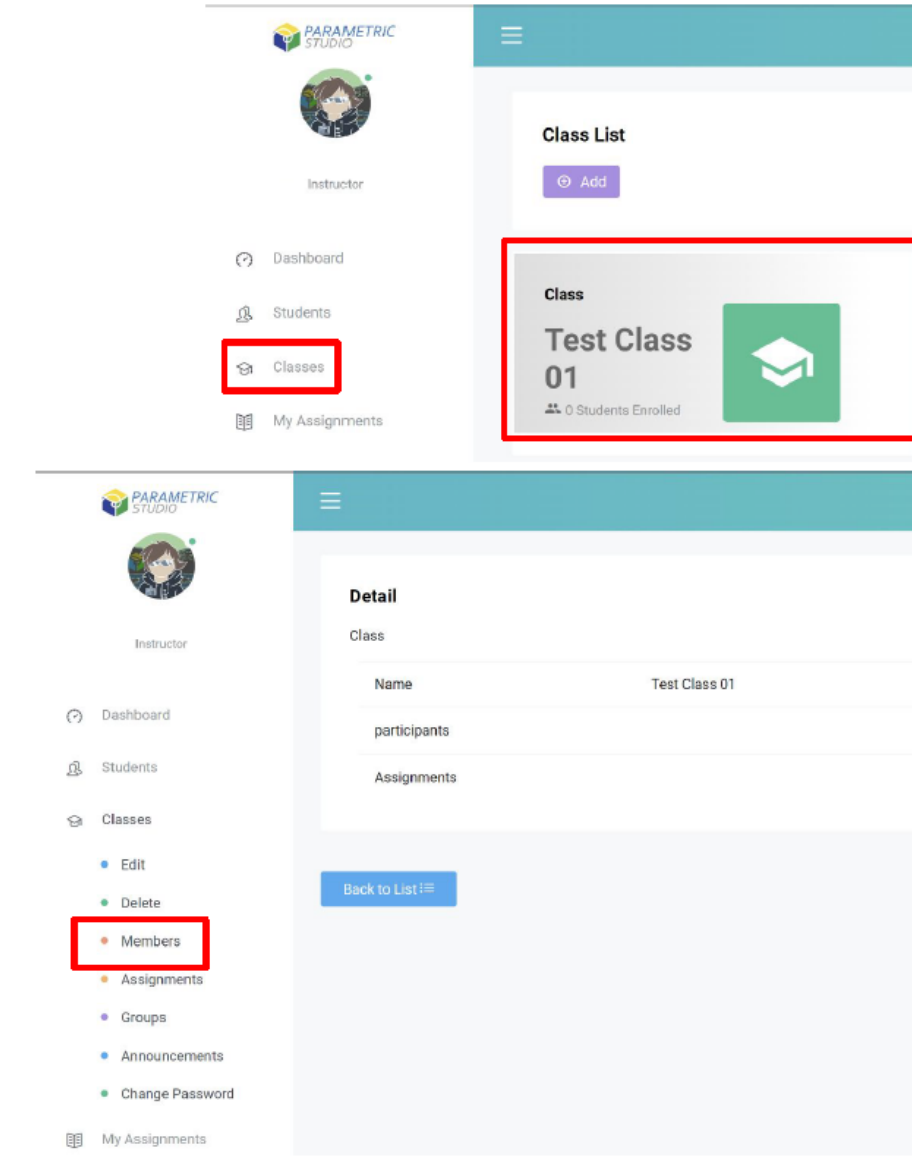 PARAMETRIC
STUDIO
Instructor
Dashboard
Students
Classes
My Assignments
Class List
Add
Class
Test Class
01
0 Students Enrolled
PARAMETRIC
STUDIO
Instructor
Dashboard
Students
Classes
Edit
Delete
Members
Assignments
Groups
Announcements
Change Password
My Assignments
Detail
Class
Name Test Class 01
participants
Assignments
Back to List